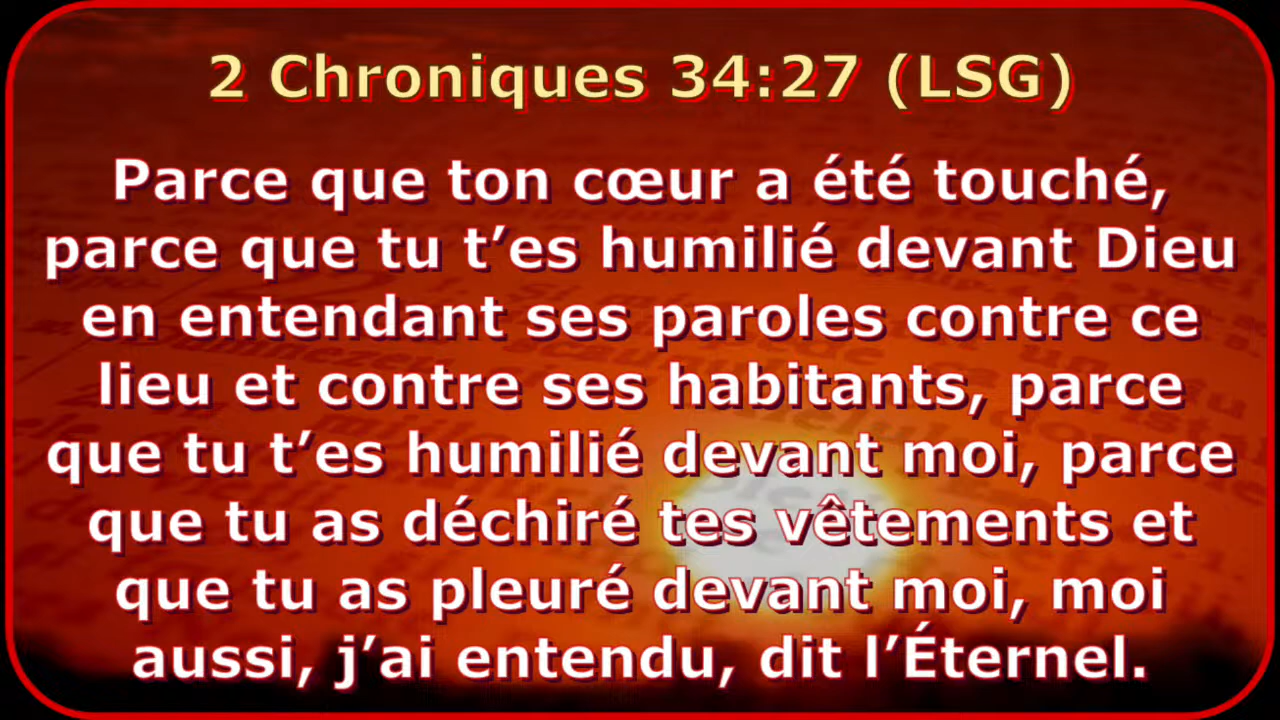 2 Chroniques 34:27 (LSG)
Parce que ton cœur a été touché,
parce que tu t’es humilié devant Dieu
en entendant ses paroles contre ce
lieu et contre ses habitants, parce
que tu t’es humilié devant moi, parce
que tu as déchiré tes vêtements et
que tu as pleuré devant moi, moi
aussi, j’ai entendu, dit l’Éternel.